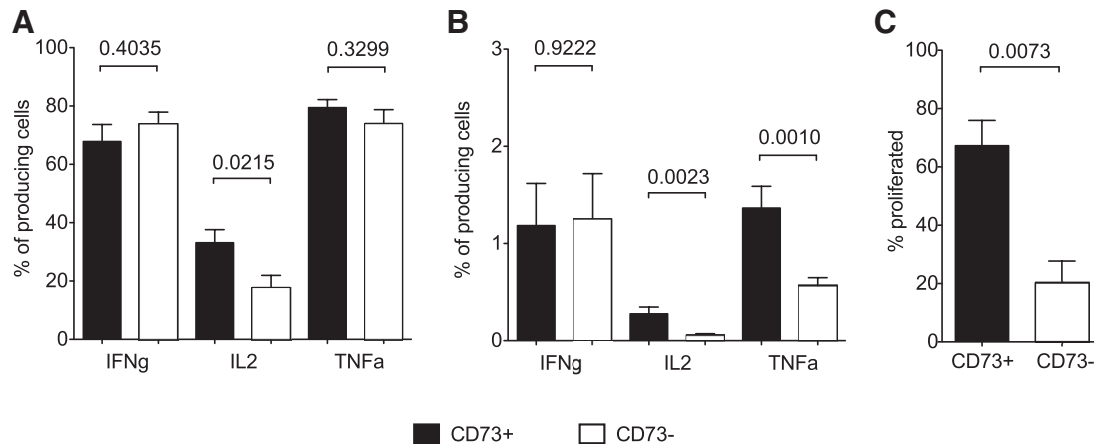 A
% of producing cells
100
80
60
40
20
0
0.4035
0.0215
0.3299
IFNg
IL2
TNFa
B
% of producing cells
3
2
1
0
0.9222
0.0023
0.0010
IFNg
IL2
TNFa
C
% proliferated
100
80
60
40
20
0
0.0073
CD73+
CD73-
CD73+
CD73-